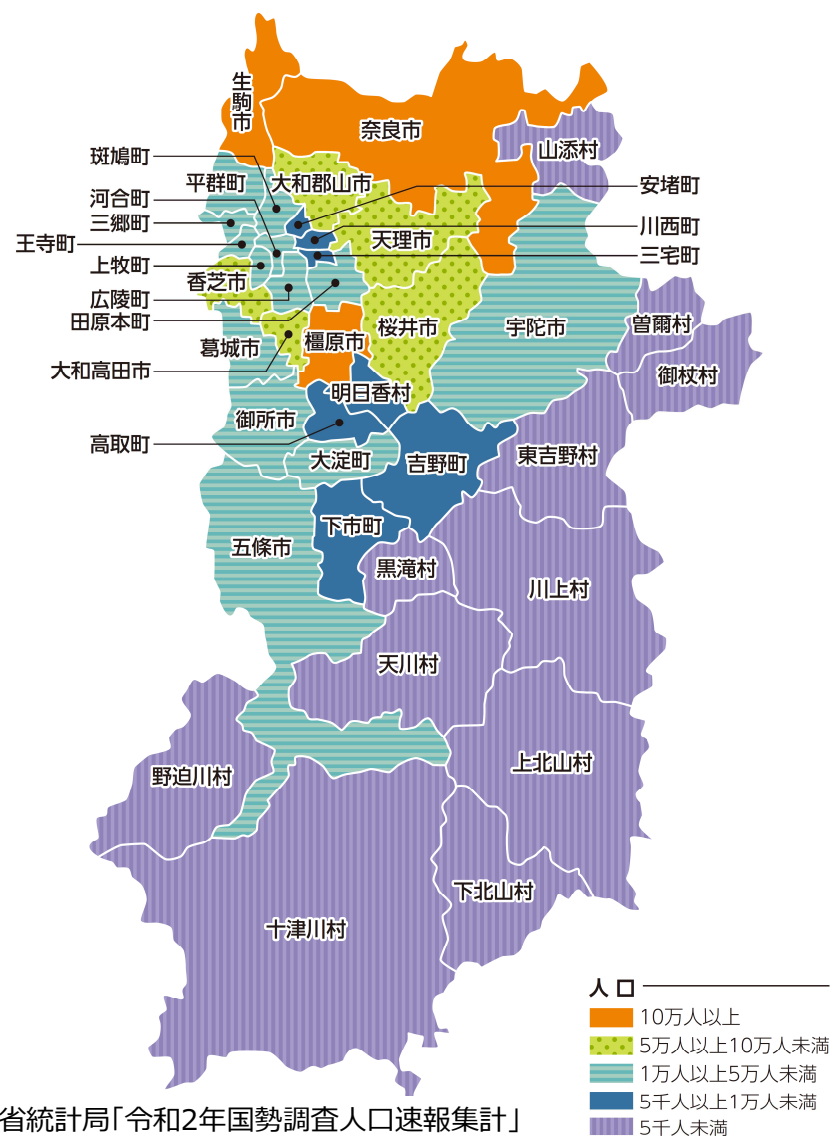 生駒市
奈良市
山添村
斑鳩町
平群町
大和郡山市
安堵町
河合町
三郷町
川西町
王寺町
天理市
三宅町
上牧町
香芝市
広陵町
田原本町
桜井市
宇陀市
曽爾村
葛城市
橿原市
大和高田市
御杖村
明日香村
御所市
高取町
大淀町
吉野町
東吉野村
下市町
五條市
黒滝村
川上村
天川村
野迫川村
上北山村
下北山村
十津川村
人口
10万人以上
5万人以上10万人未満
1万人以上5万人未満
5千人以上1万人未満
5千人未満
省統計局「令和2年国勢調査人口速報集計」